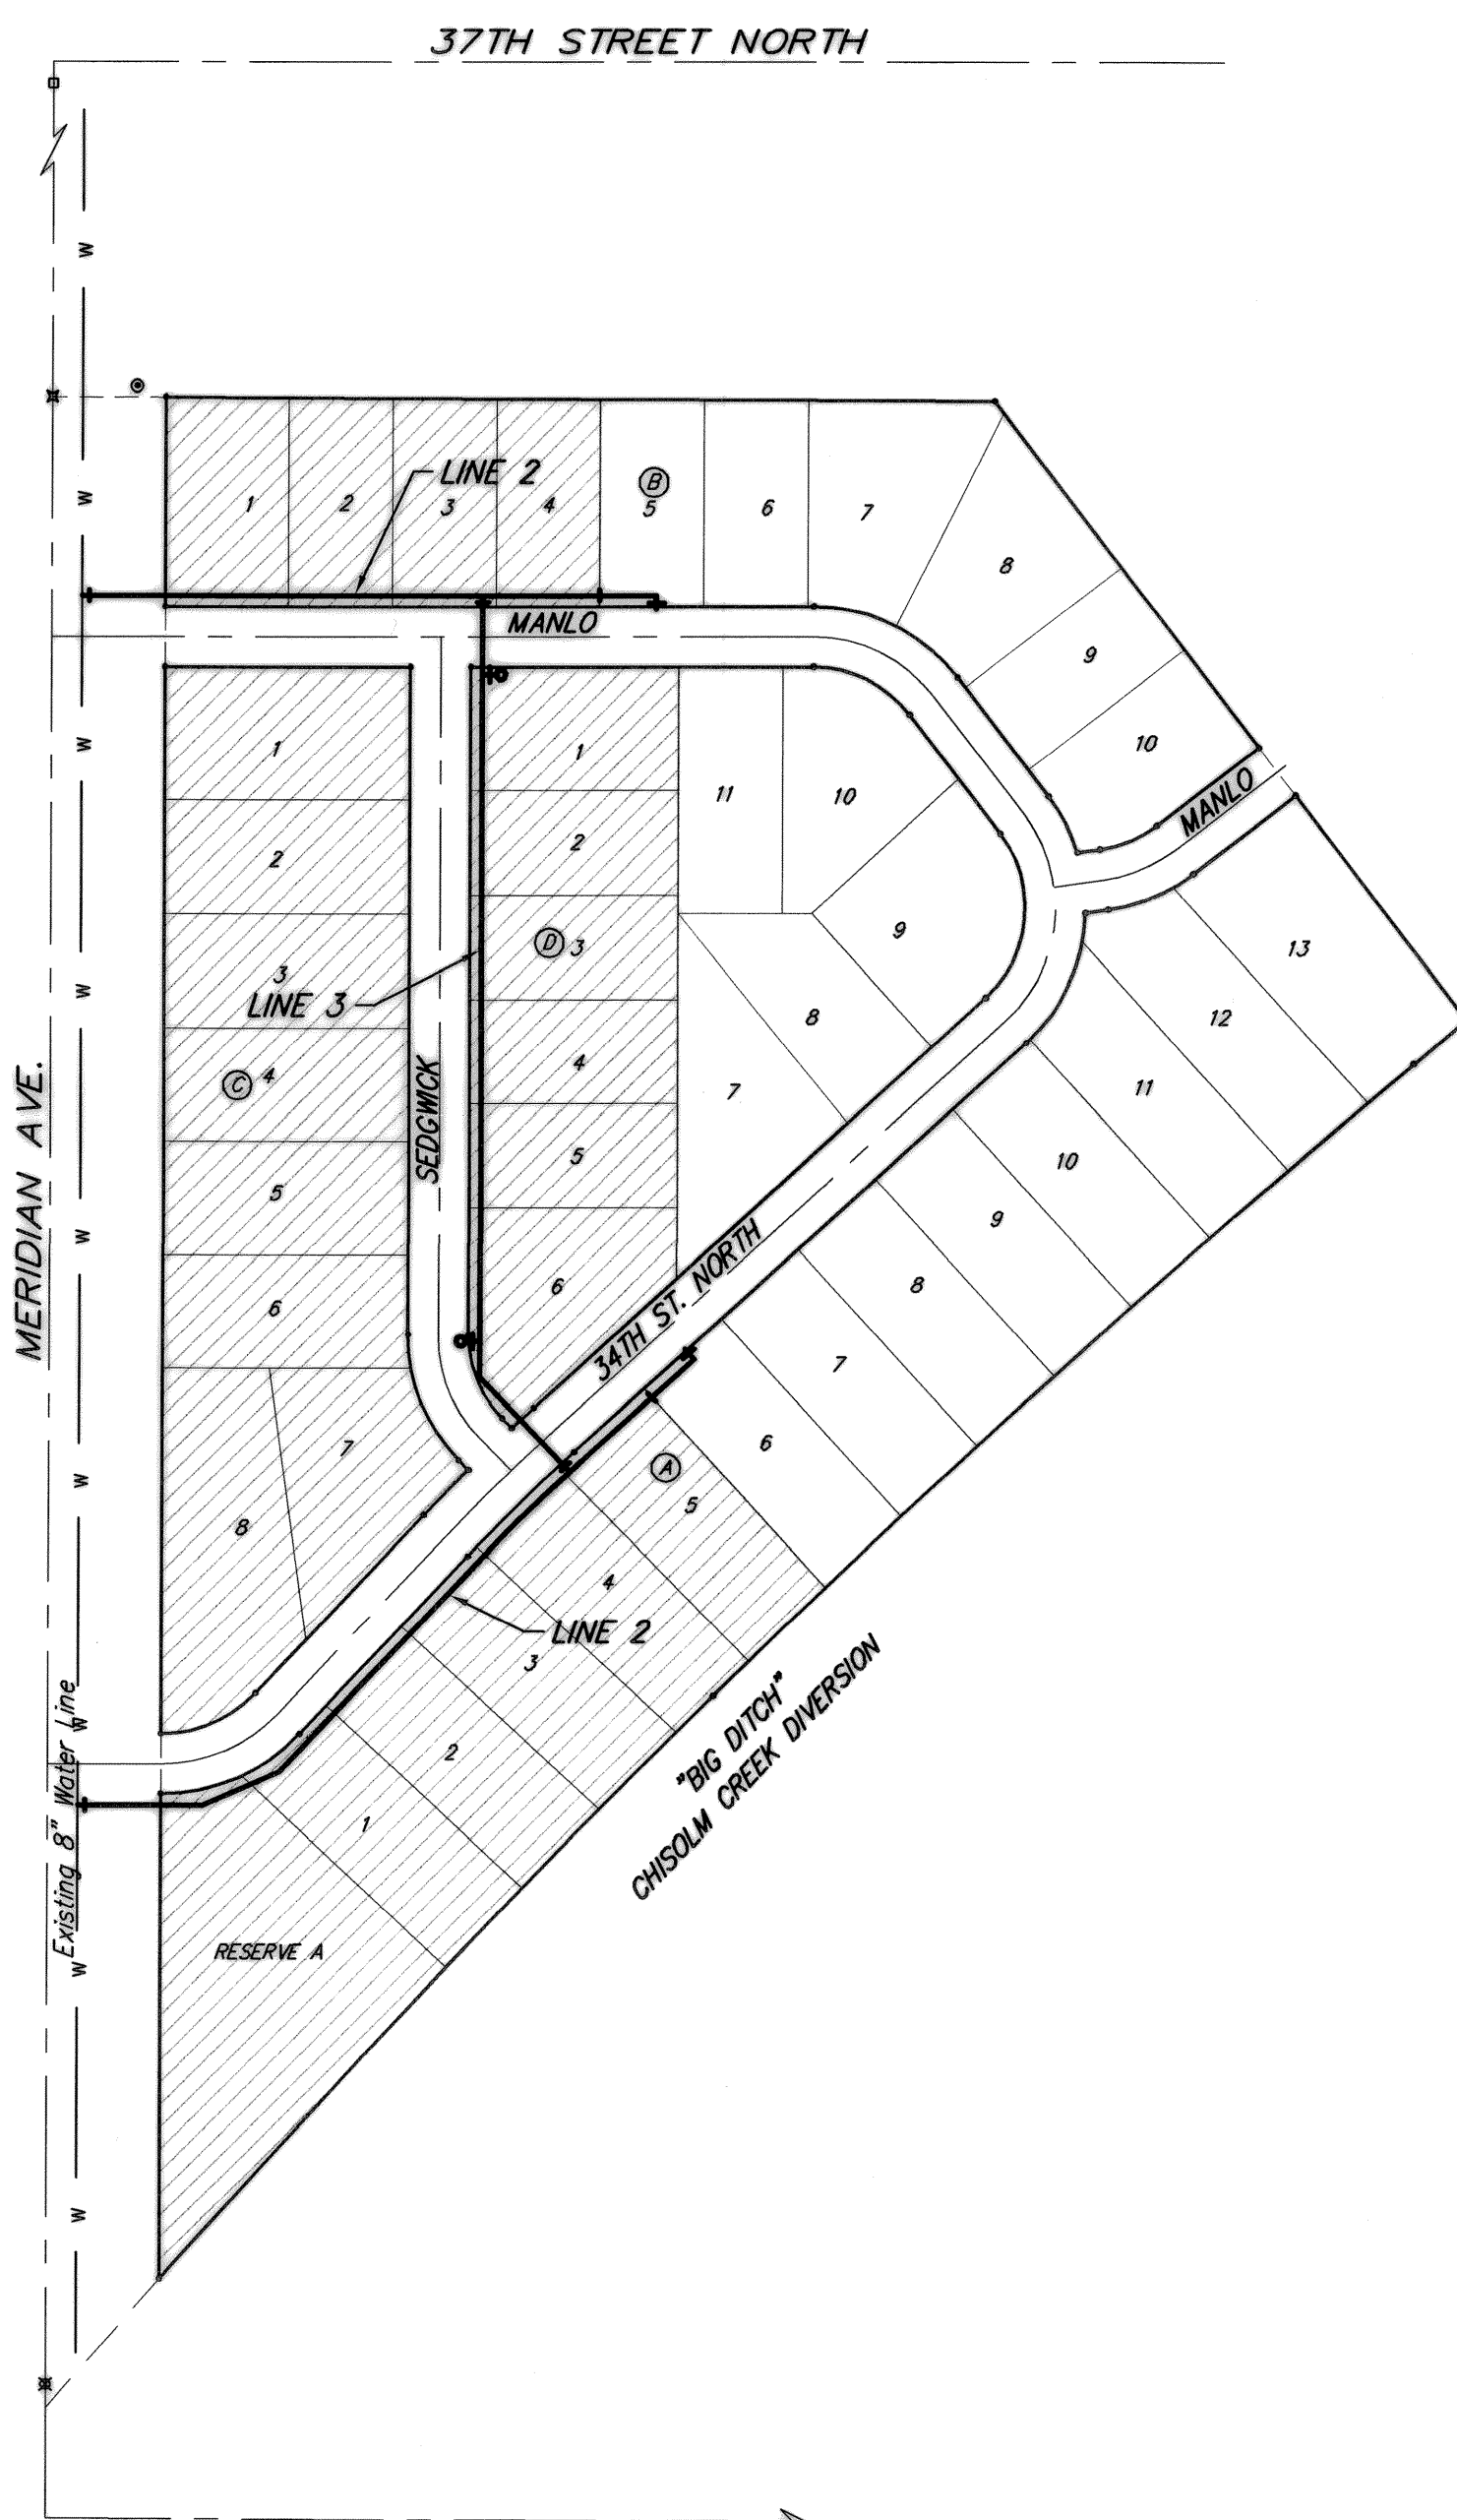 37TH STREET NORTH
W
LINE 2
B
1
2
3
4
5
6
7
8
9
10
W
MANLO
MANLO
W
1
2
3
4
5
6
7
8
C
LINE 3
SEDGWICK
1
2
3
4
5
6
7
8
9
10
11
D
W
MERIDIAN AVE.
W
34TH ST. NORTH
13
12
11
10
9
8
7
6
A
5
4
3
2
1
LINE 2
W
"BIG DITCH"
CHISOLM CREEK DIVERSION
Existing 8" Water Line
W
RESERVE A
W
W